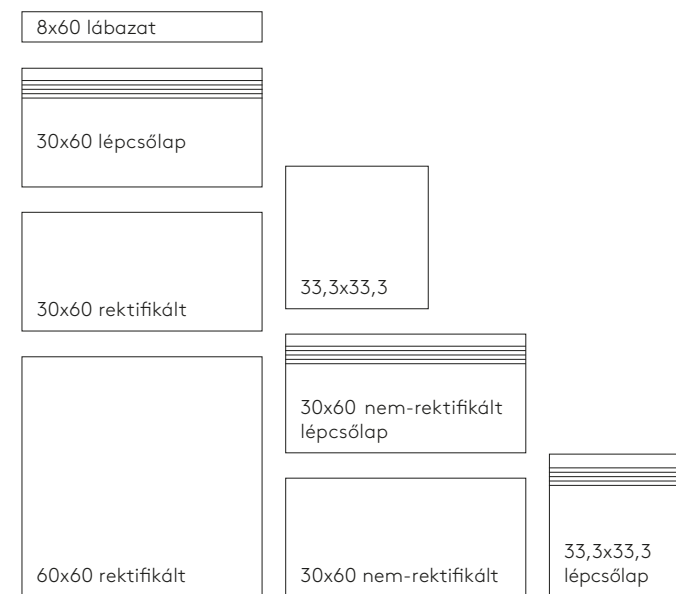 8x60 lábazat
30x60 lépcsőlap
30x60 rektifikált
60x60 rektifikált
33,3x33,3
30x60 nem-rektifikált
lépcsőlap
30x60 nem-rektifikált
33,3x33,3
lépcsőlap